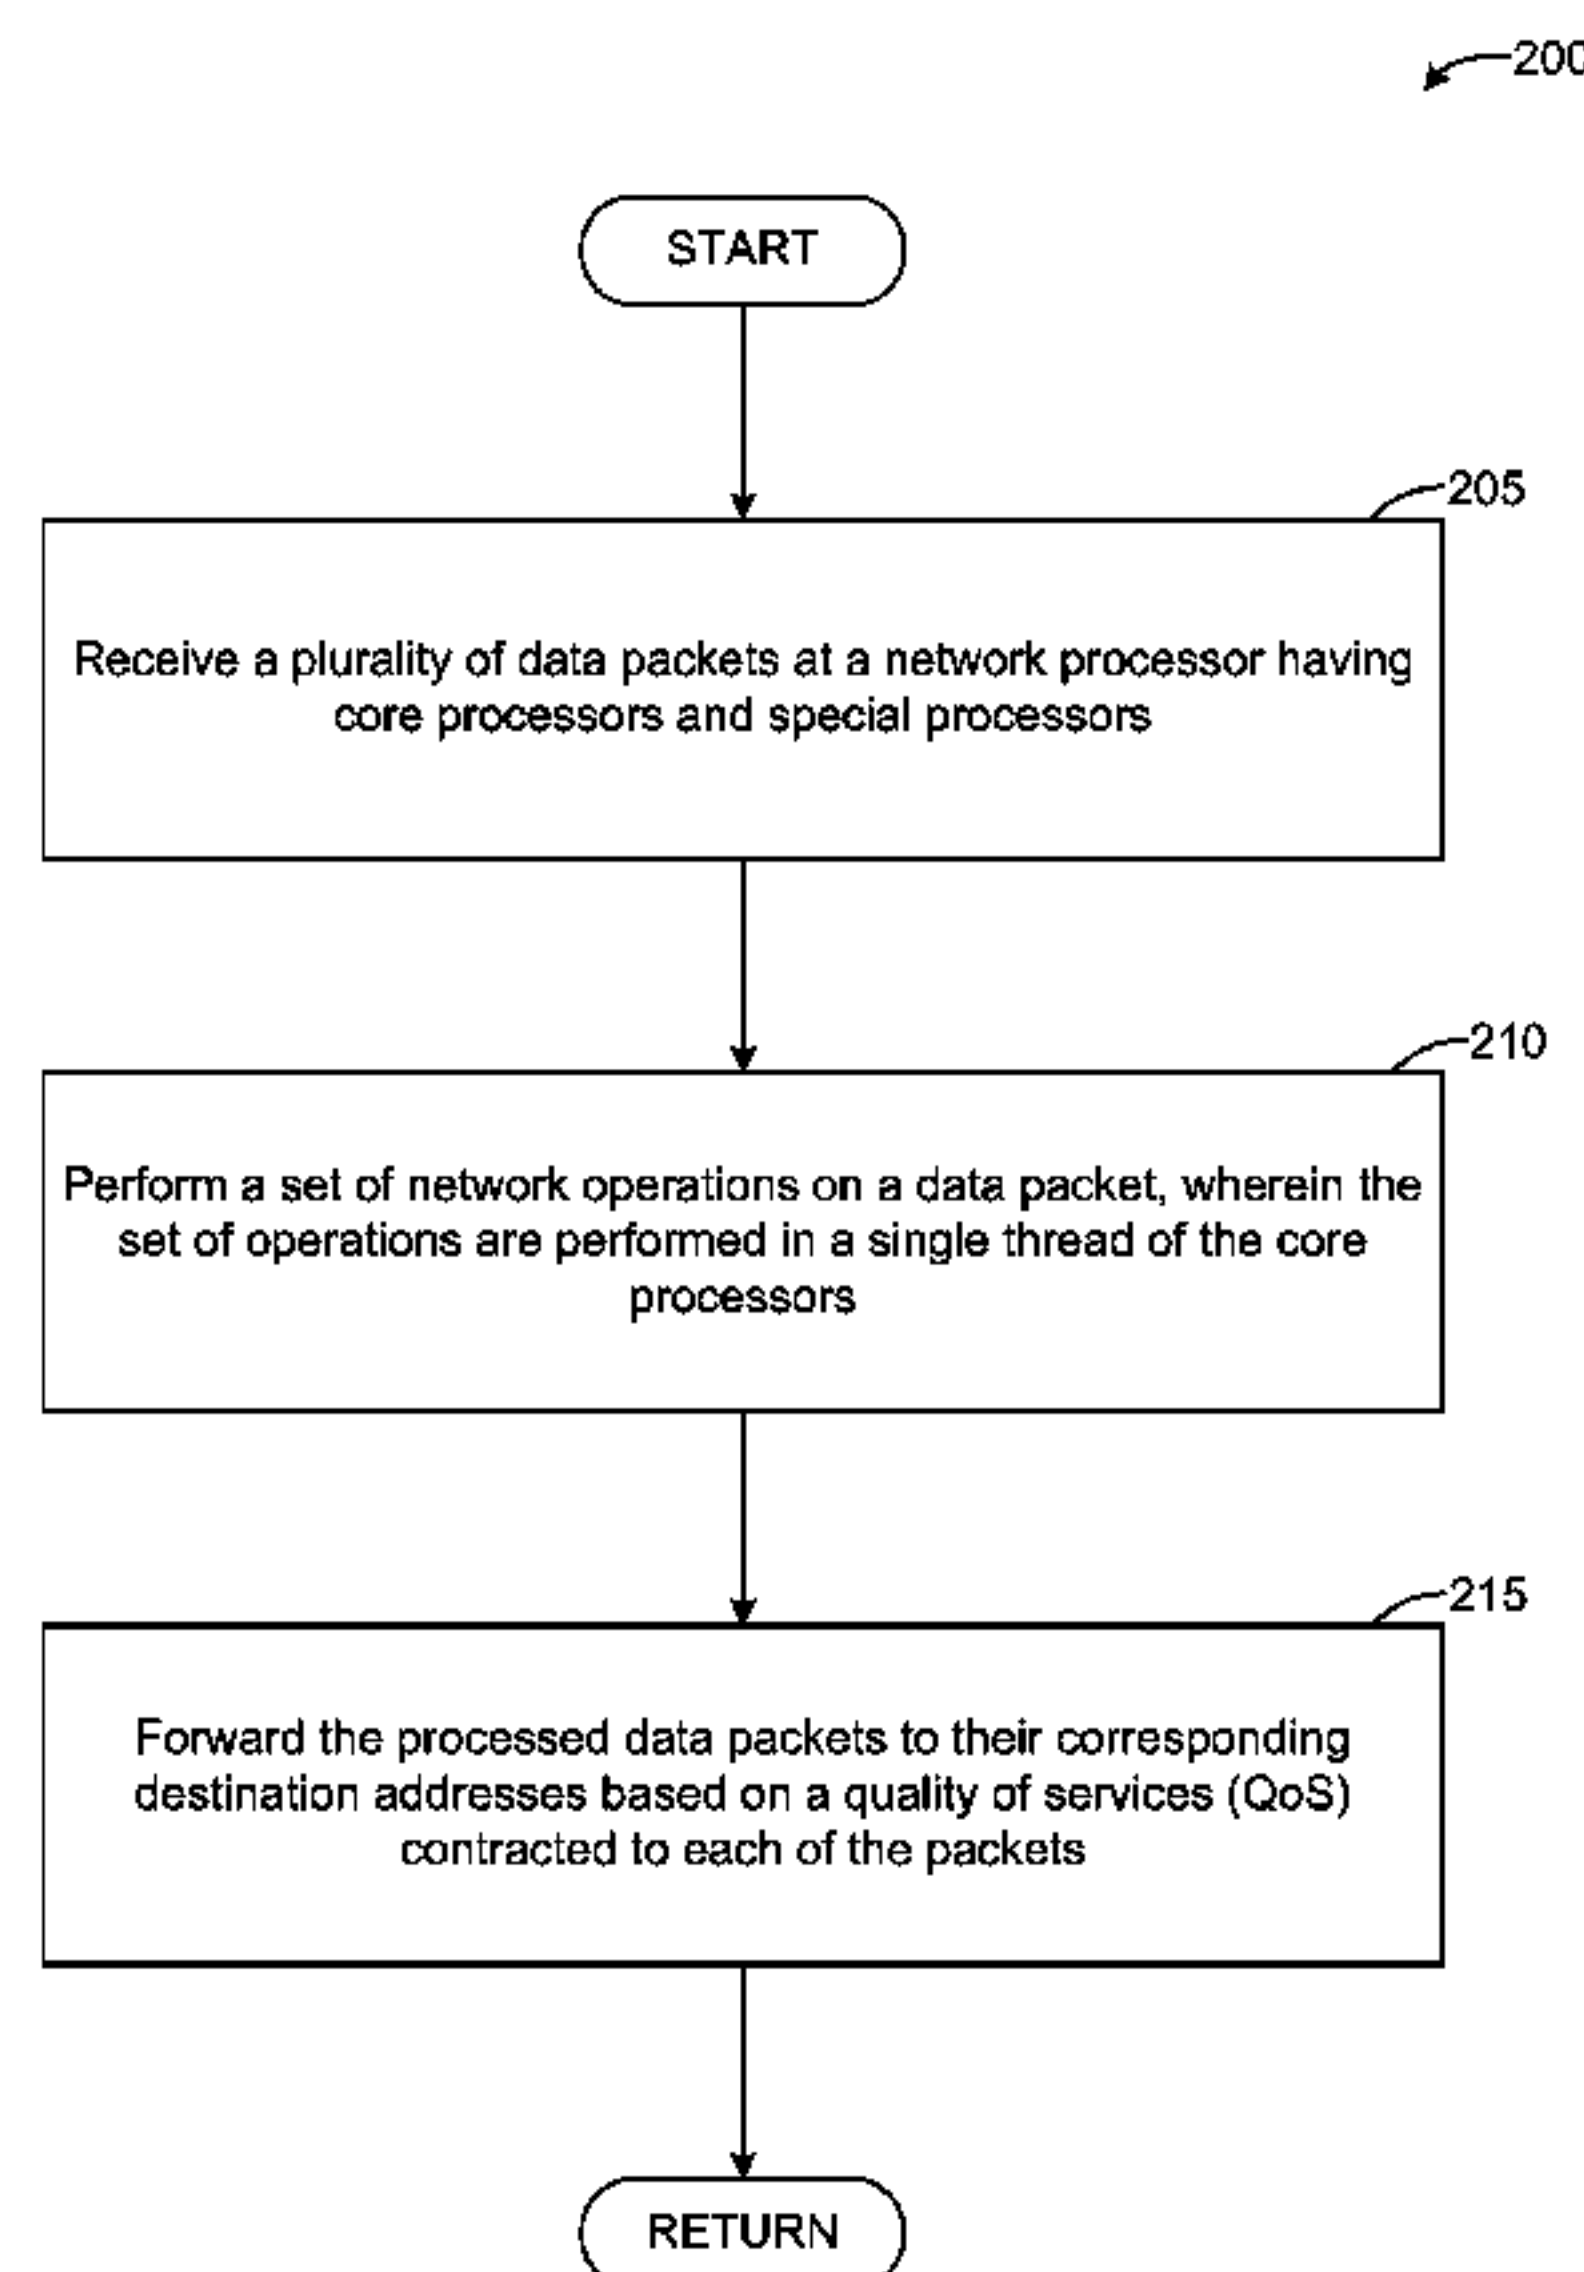 200
START
205
Receive a plurality of data packets at a network processor having
core processors and special processors
210
Perform a set of network operations on a data packet, wherein the
set of operations are performed in a single thread of the core
processors
215
Forward the processed data packets to their corresponding
destination addresses based on a quality of services (QoS)
contracted to each of the packets
RETURN